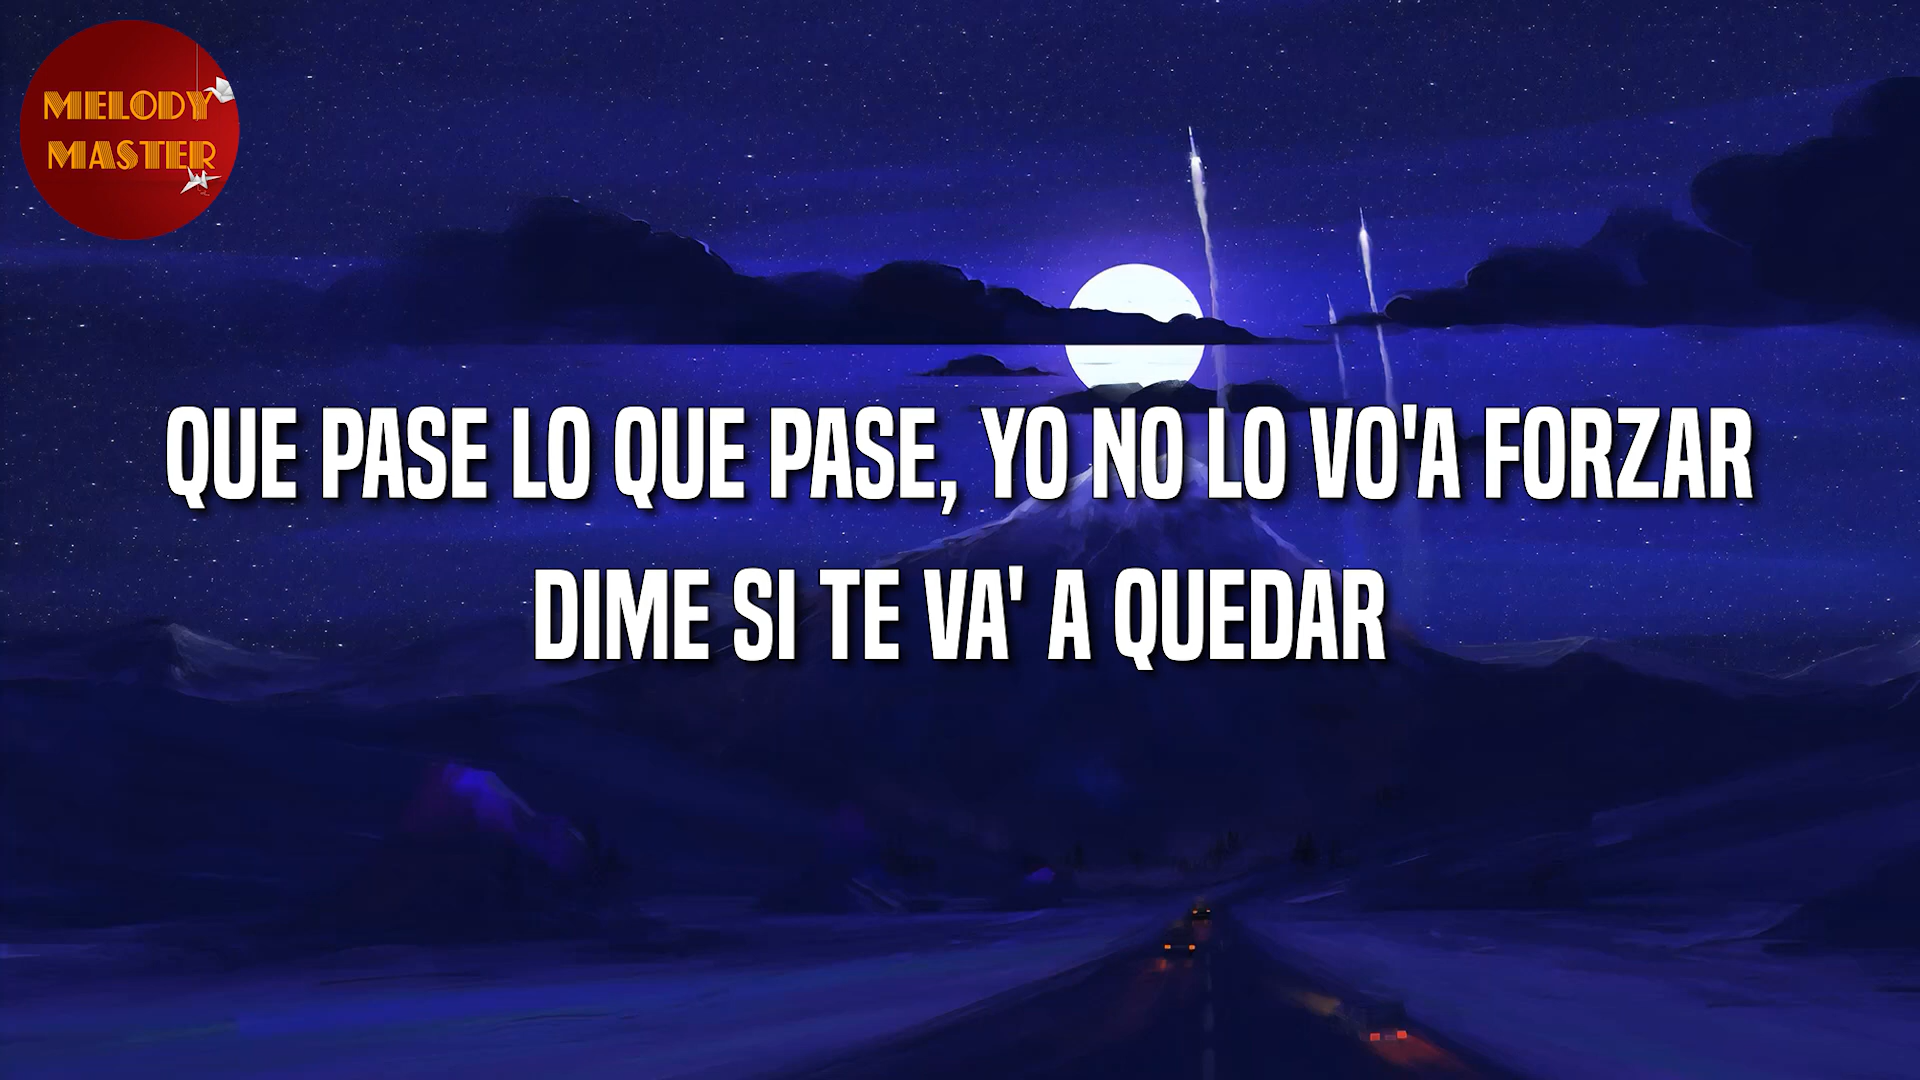 MELODY
MASTER
QUE PASE LO QUE PASE, YO NO LO VO'A FORZAR
DIME SI TE VA' A QUEDAR